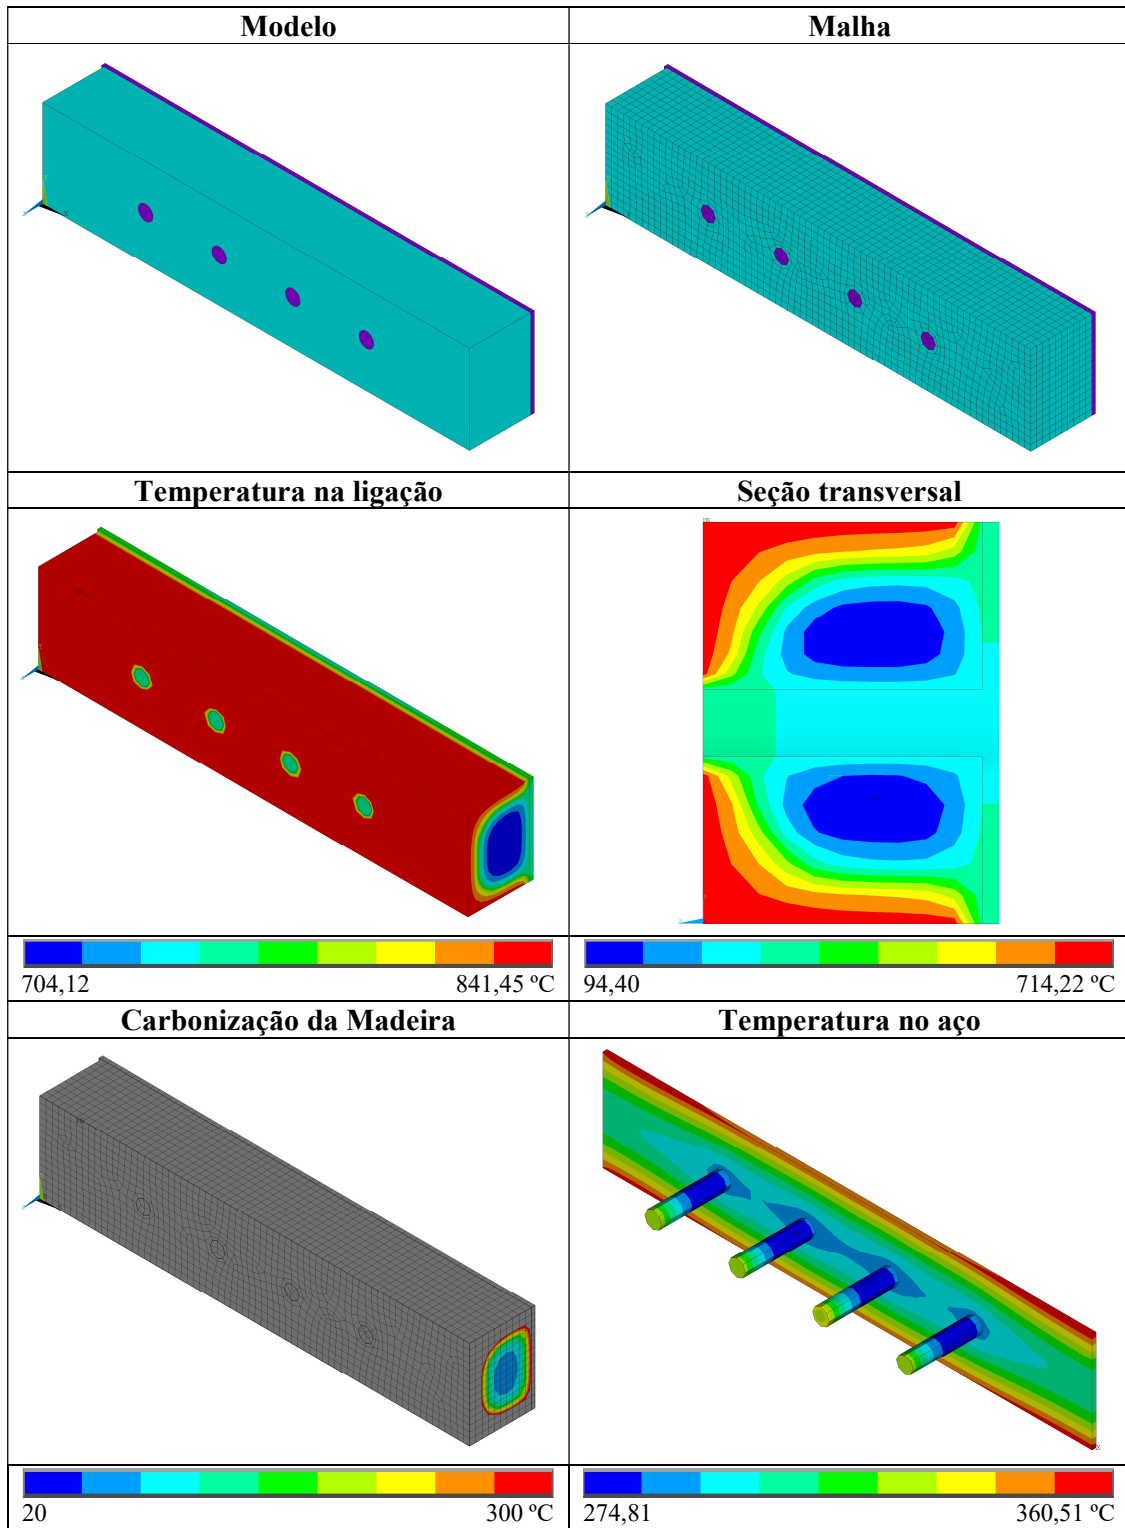 Modelo
Malha
Temperatura na ligação
Seção transversal
704,12 841,45 ºC
94,40 714,22 ºC
Carbonização da Madeira
Temperatura no aço
20 300 ºC
274,81 360,51 ºC